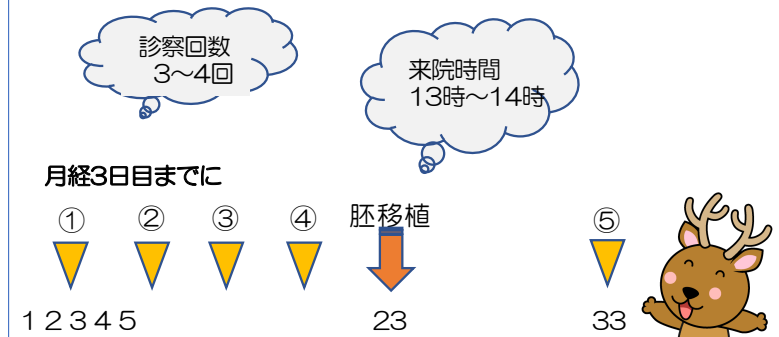 診察回数
3～4回
来院時間
13時～14時
月経3日目までに
① ② ③ ④ 胚移植 ⑤
1 2 3 4 5 23 33